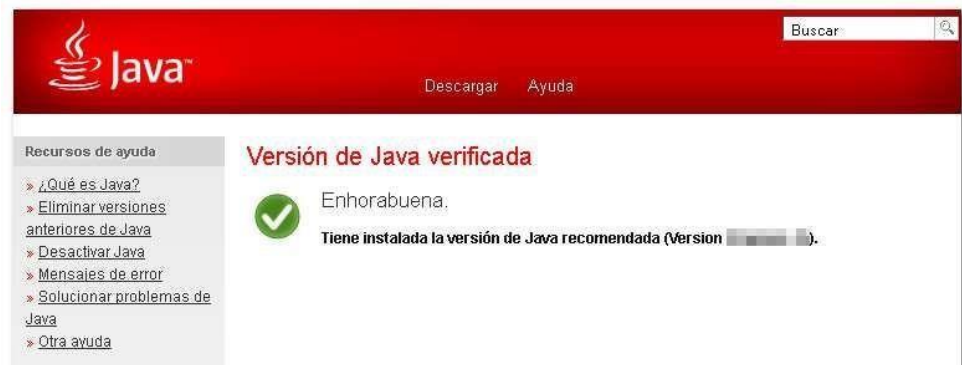 Buscar
Java™
Descargar Ayuda
Recursos de ayuda
» ¿Qué es Java?
» Eliminar versiones
anteriores de Java
» Desactivar Java
» Mensajes de error
» Solucionar problemas de
Java
» Otra ayuda
Versión de Java verificada
Enhorabuena.
Tiene instalada la versión de Java recomendada (Version ).